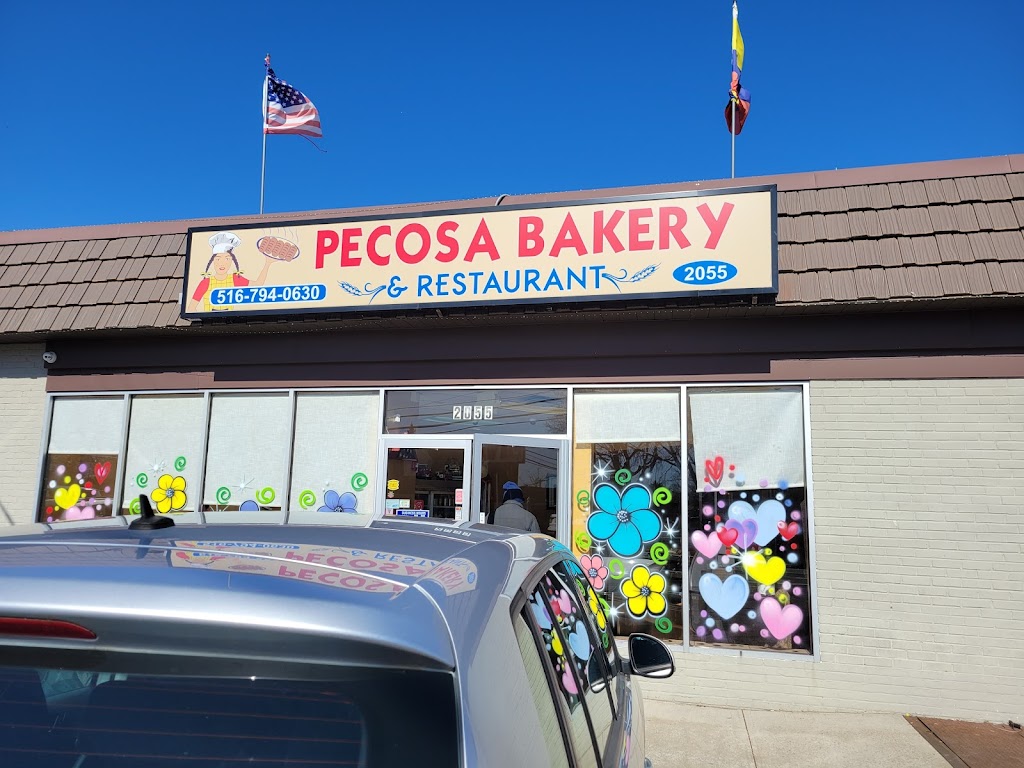 PECOSA BAKERY
& RESTAURANT
2055
516-794-0630
2055